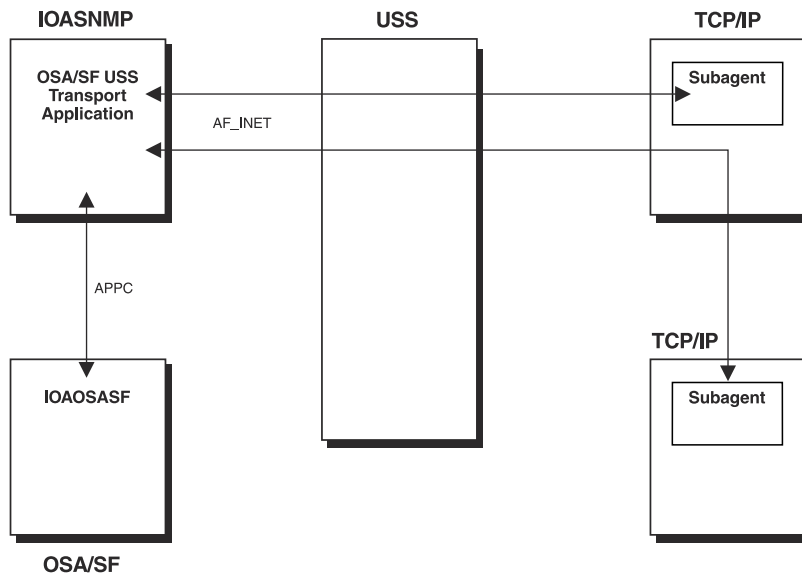 IOASNMP
USS
TCP/IP
OSA/SF USS
Transport
Application
Subagent
AF_INET
APPC
TCP/IP
IOAOSASF
Subagent
OSA/SF